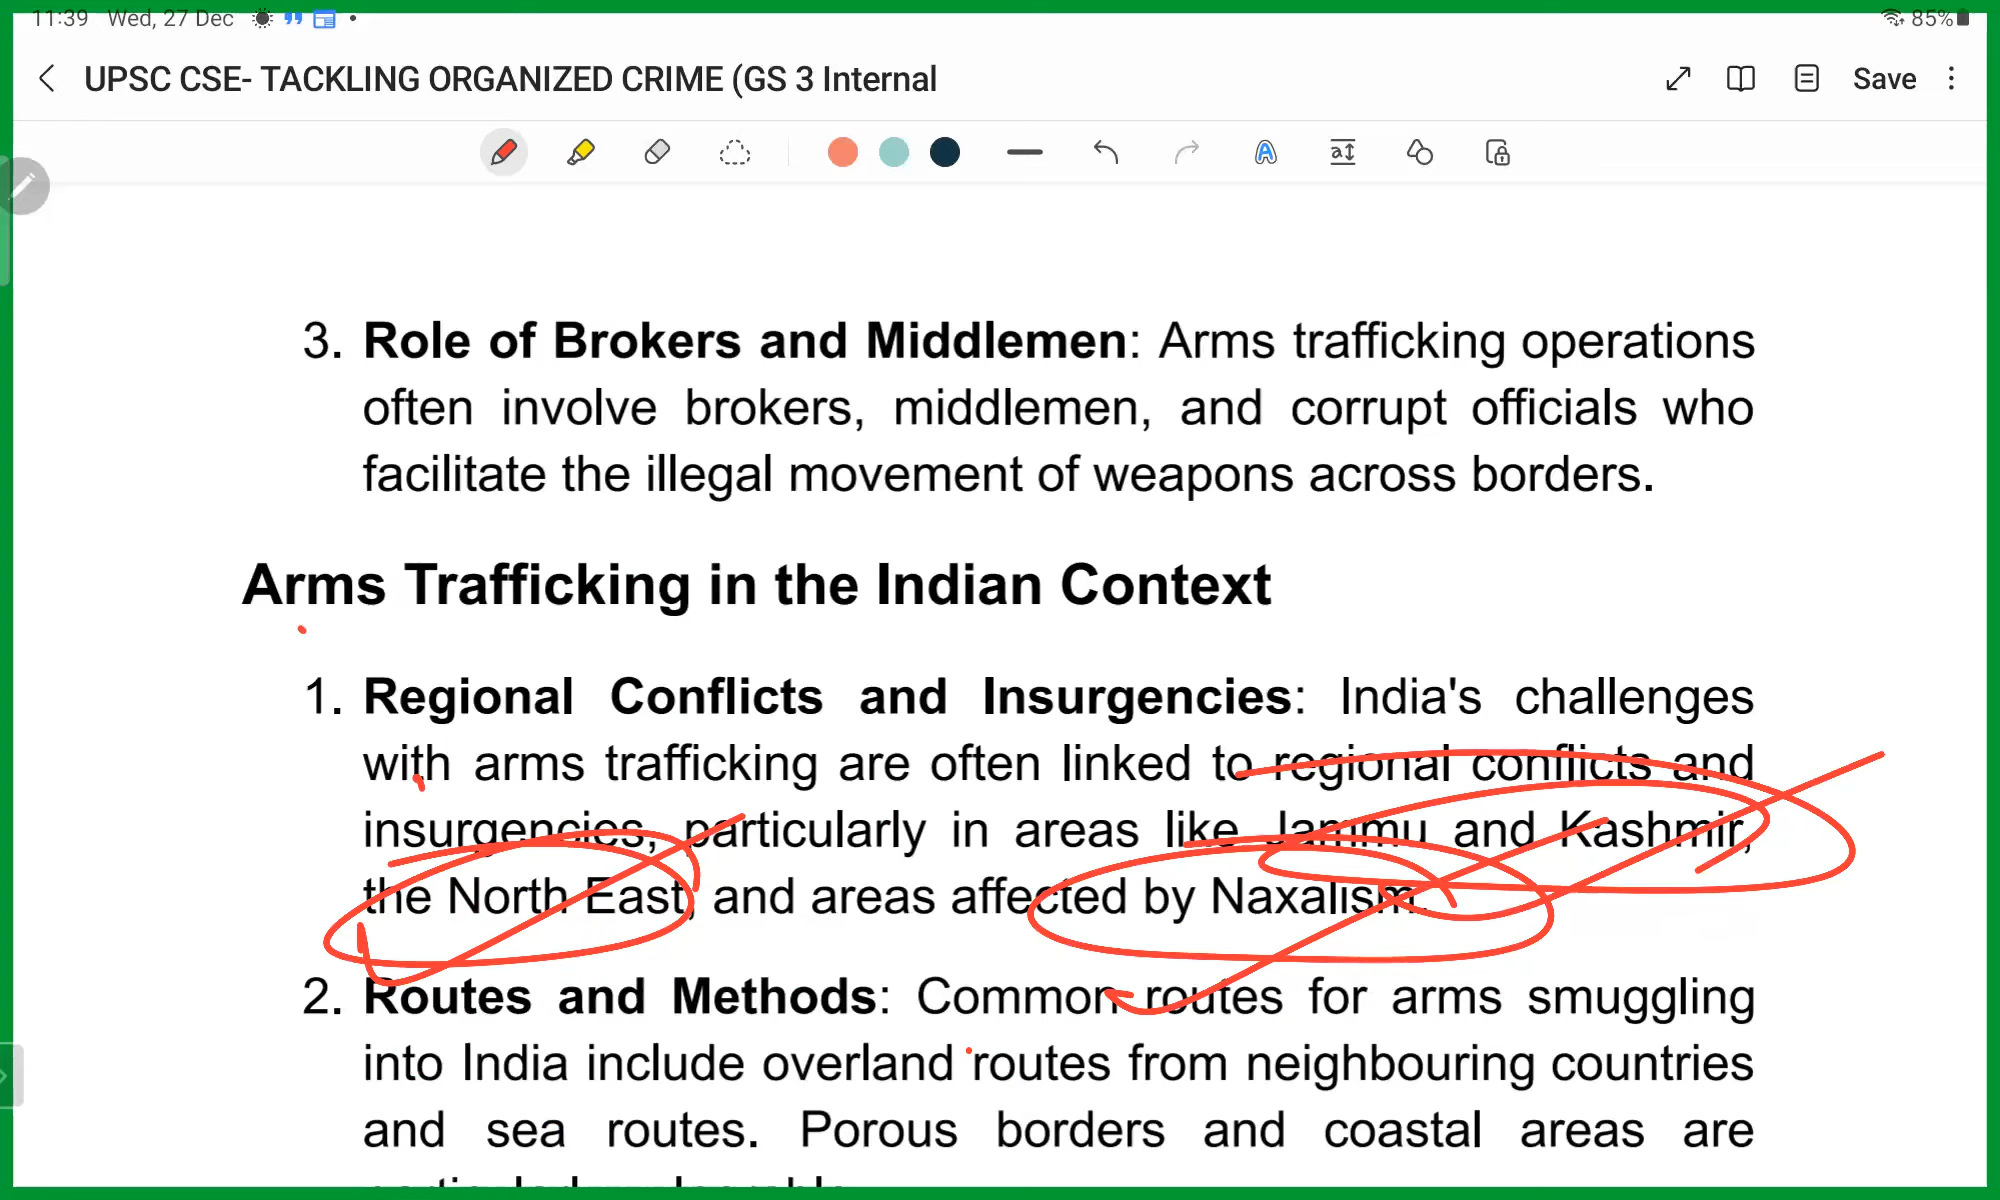 11:39 Wed, 27 Dec
85%
UPSC CSE- TACKLING ORGANIZED CRIME (GS 3 Internal
Save
3. Role of Brokers and Middlemen: Arms trafficking operations
often involve brokers, middlemen, and corrupt officials who
facilitate the illegal movement of weapons across borders.
Arms Trafficking in the Indian Context
1. Regional Conflicts and Insurgencies: India's challenges
with arms trafficking are often linked to regional conflicts and
insurgencies, particularly in areas like Jammu and Kashmir,
the North East, and areas affected by Naxalism.
2. Routes and Methods: Common routes for arms smuggling
into India include overland routes from neighbouring countries
and sea routes. Porous borders and coastal areas are